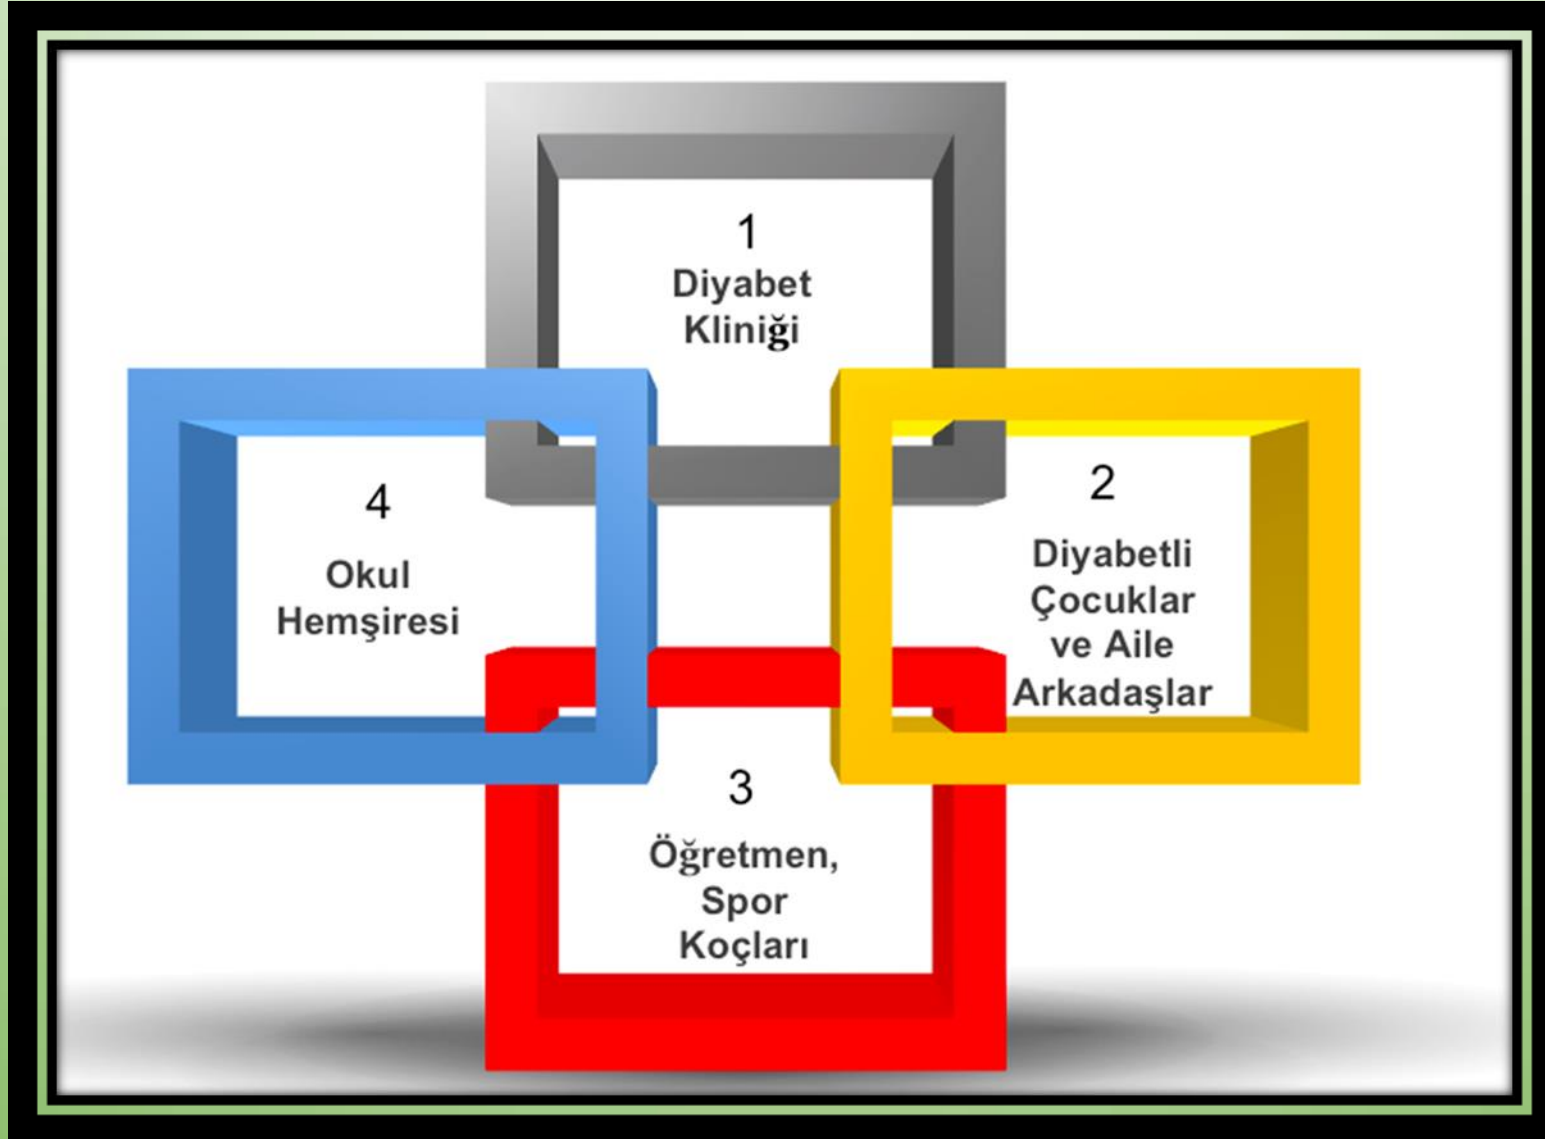 1
Diyabet
Kliniği
2
Diyabetli
Çocuklar
ve Aile
Arkadaşlar
3
Öğretmen,
Spor
Koçları
4
Okul
Hemşiresi